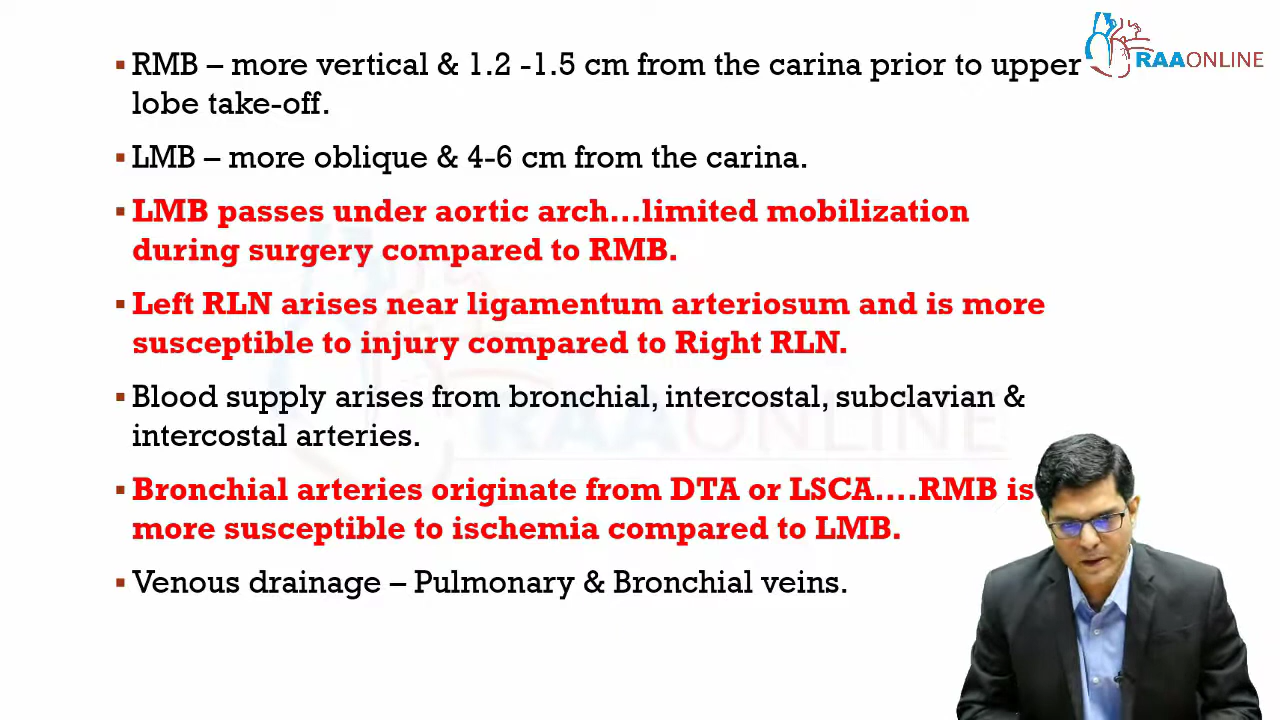 RAAONLINE
▪ RMB – more vertical & 1.2 -1.5 cm from the carina prior to upper
lobe take-off.
▪ LMB – more oblique & 4-6 cm from the carina.
▪ LMB passes under aortic arch…limited mobilization
during surgery compared to RMB.
▪ Left RLN arises near ligamentum arteriosum and is more
susceptible to injury compared to Right RLN.
▪ Blood supply arises from bronchial, intercostal, subclavian &
intercostal arteries.
RAAONLINE
▪ Bronchial arteries originate from DTA or LSCA….RMB is
more susceptible to ischemia compared to LMB.
▪ Venous drainage – Pulmonary & Bronchial veins.